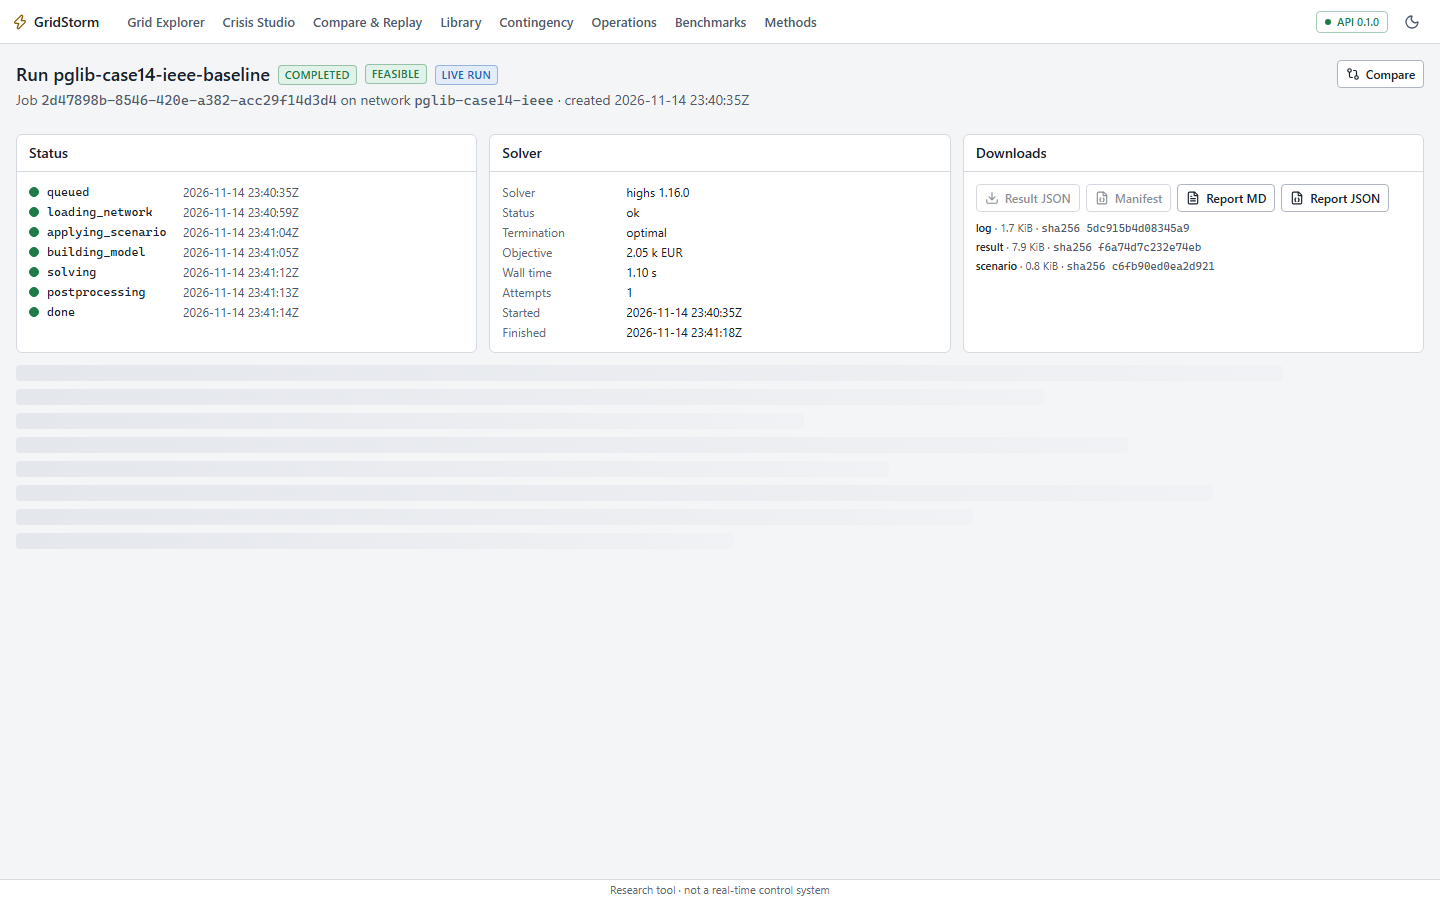 GridStorm Grid Explorer Crisis Studio Compare & Replay Library Contingency Operations Benchmarks Methods API 0.1.0
Run pglib-case14-ieee-baseline COMPLETED FEASIBLE LIVE RUN Compare
Job 2d47898b-8546-420e-a382-acc29f14d3d4 on network pglib-case14-ieee · created 2026-11-14 23:40:35Z
Status
queued 2026-11-14 23:40:35Z
loading_network 2026-11-14 23:40:59Z
applying_scenario 2026-11-14 23:41:04Z
building_model 2026-11-14 23:41:05Z
solving 2026-11-14 23:41:12Z
postprocessing 2026-11-14 23:41:13Z
done 2026-11-14 23:41:14Z
Solver
Solver highs 1.16.0
Status ok
Termination optimal
Objective 2.05 k EUR
Wall time 1.10 s
Attempts 1
Started 2026-11-14 23:40:35Z
Finished 2026-11-14 23:41:18Z
Downloads
Result JSON Manifest Report MD Report JSON
log · 1.7 KiB · sha256 5dc915b4d08345a9
result · 7.9 KiB · sha256 f6a74d7c232e74eb
scenario · 0.8 KiB · sha256 c6fb90ed0ea2d921
Research tool · not a real-time control system